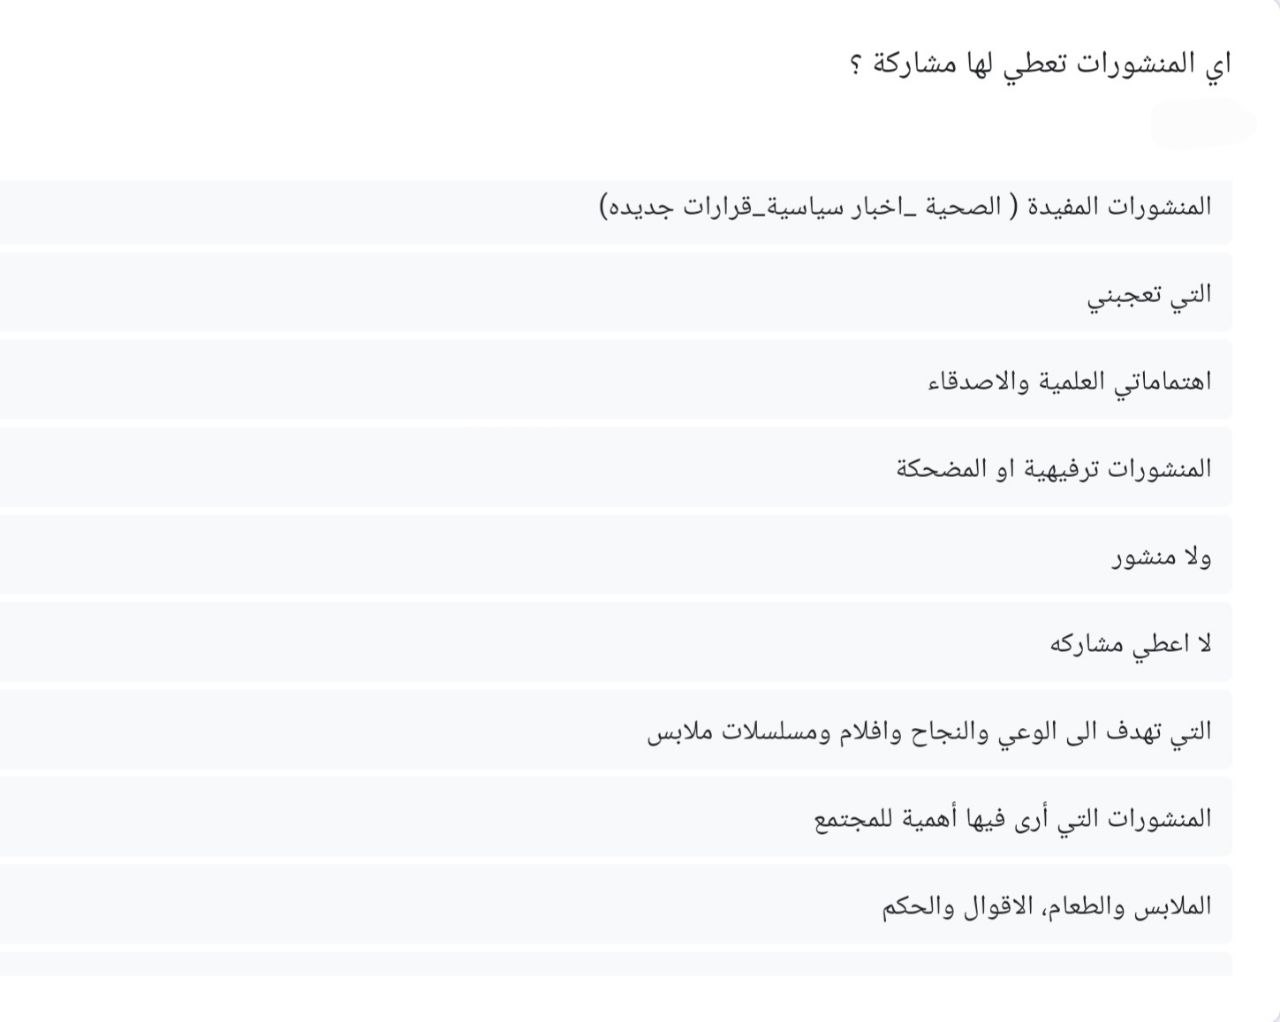 اي المنشورات تعطي لها مشاركة ؟
المنشورات المفيدة ( الصحية _اخبار سياسية_قرارات جديده)
التي تعجبني
اهتماماتي العلمية والاصدقاء
المنشورات ترفيهية او المضحكة
ولا منشور
لا اعطي مشاركه
التي تهدف الى الوعي والنجاح وافلام ومسلسلات ملابس
المنشورات التي أرى فيها أهمية للمجتمع
الملابس والطعام، الاقوال والحكم